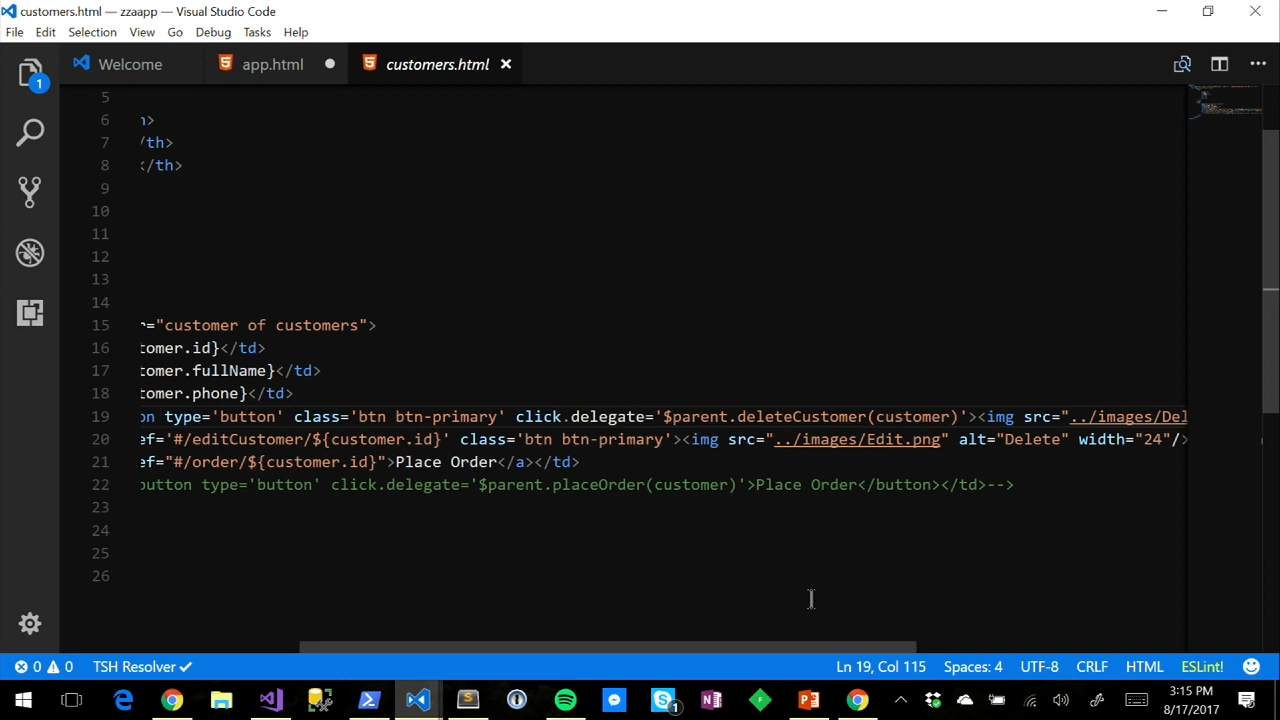 customers.html — zzaapp — Visual Studio Code
File Edit Selection View Go Debug Tasks Help
1
Welcome app.html customers.html
5
6 h>
7 /th>
8 </th>
9
10
11
12
13
14
15 r="customer of customers">
16 tomer.id}</td>
17 tomer.fullName}</td>
18 tomer.phone}</td>
19 on type='button' class='btn btn-primary' click.delegate='$parent.deleteCustomer(customer)'><img src="../images/Del
20 ef='#/editCustomer/${customer.id}' class='btn btn-primary'><img src="../images/Edit.png" alt="Delete" width="24"/>
21 ef="#/order/${customer.id}">Place Order</a></td>
22 button type='button' click.delegate='$parent.placeOrder(customer)'>Place Order</button></td>-->
23
24
25
26
0 0 TSH Resolver Ln 19, Col 115 Spaces: 4 UTF-8 CRLF HTML ESLint!
3:15 PM
8/17/2017